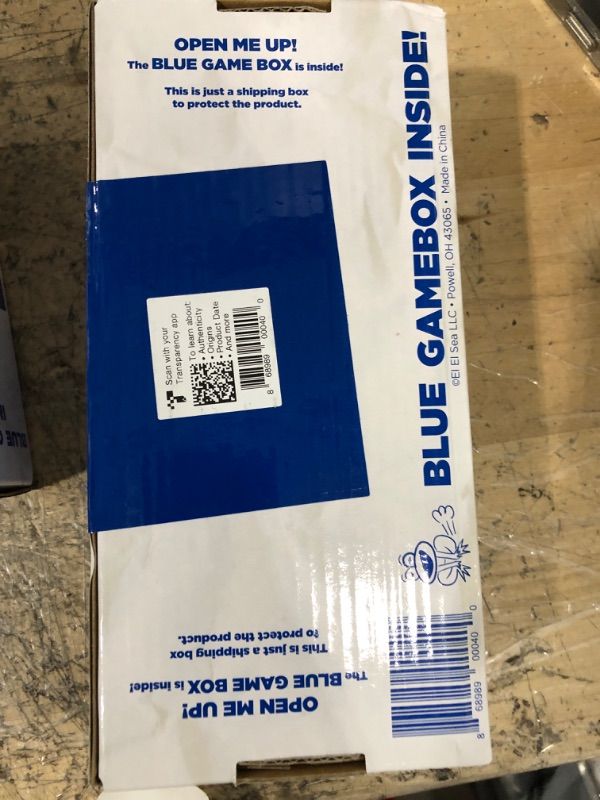 OPEN ME UP!
The BLUE GAME BOX is inside!
This is just a shipping box
to protect the product.
BLUE GAMEBOX INSIDE!
©El El Sea LLC • Powell, OH 43065 • Made in China
Scan with your
Transparency app
To learn about:
• Authenticity
• Origins
• Product Date
• And more
8 68989 00040 0
OPEN ME UP!
The BLUE GAME BOX is inside!
This is just a shipping box
to protect the product.
8 68989 00040 0